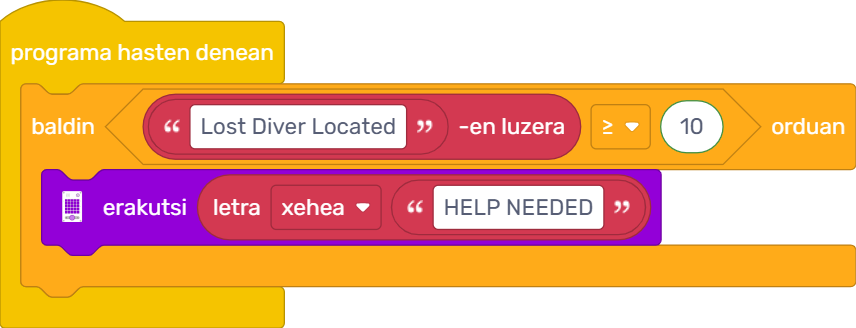 programa hasten denean
baldin “ Lost Diver Located ” -en luzera ≥ 10 orduan
erakutsi letra xehea “ HELP NEEDED ”